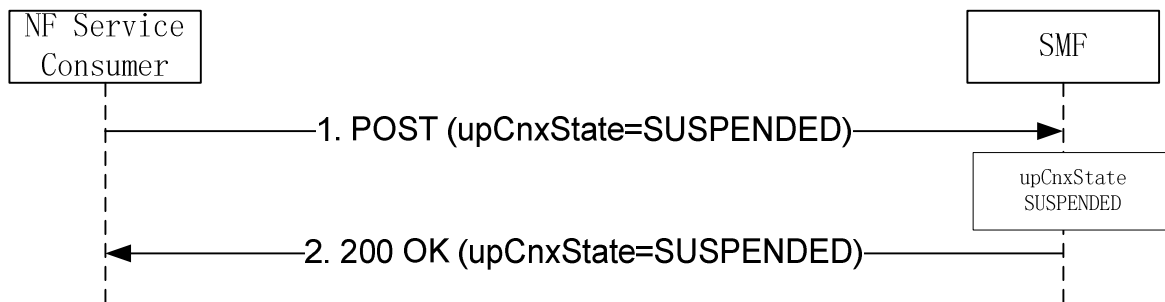 NF Service
Consumer
SMF
1. POST (upCnxState=SUSPENDED)
upCnxState
SUSPENDED
2. 200 OK (upCnxState=SUSPENDED)